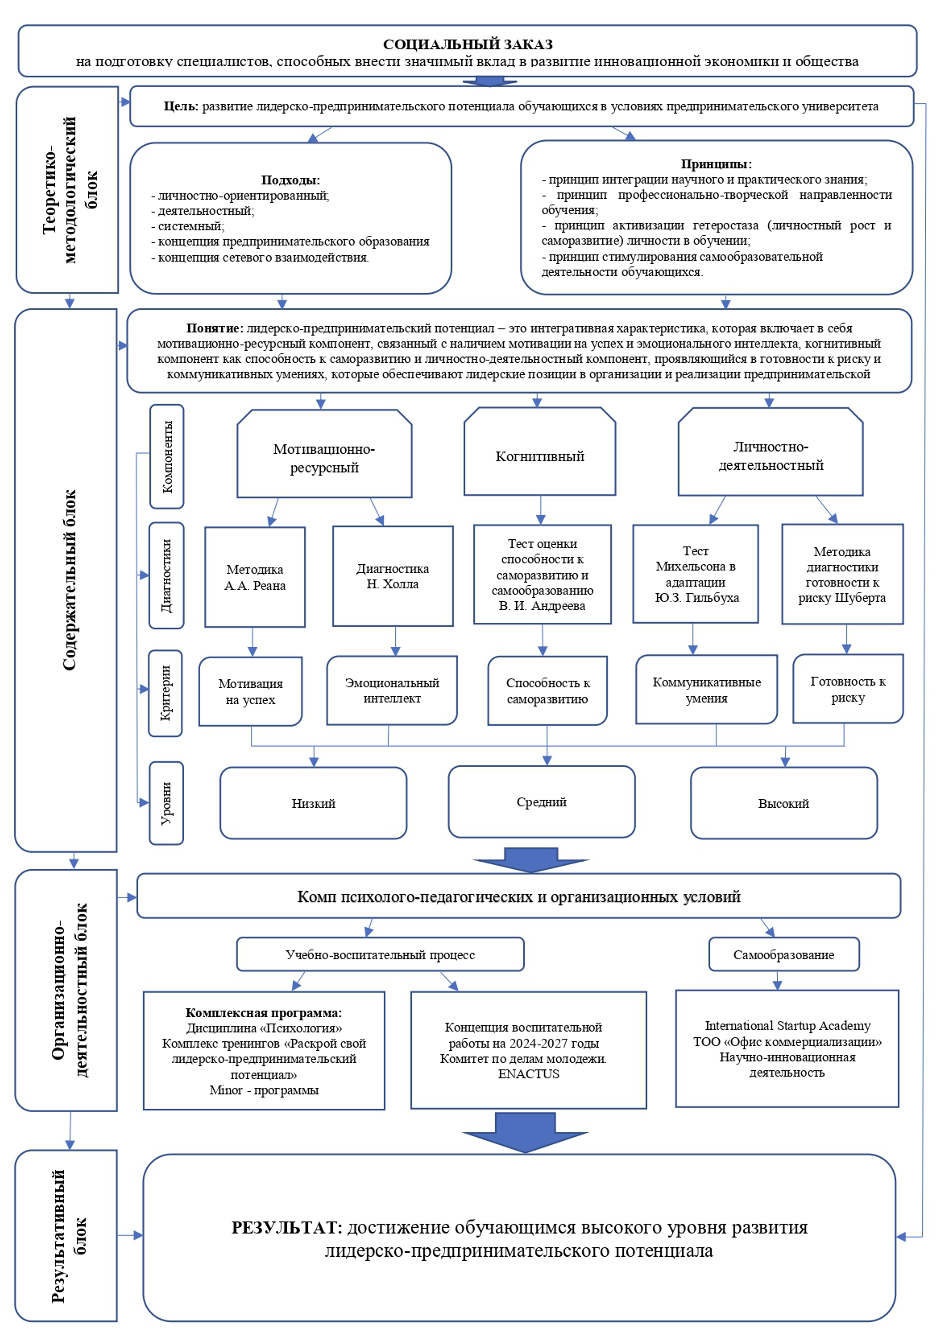 СОЦИАЛЬНЫЙ ЗАКАЗ
на подготовку специалистов, способных внести значимый вклад в развитие инновационной экономики и общества
Теоретико-
методологический
блок
Цель: развитие лидерско-предпринимательского потенциала обучающихся в условиях предпринимательского университета
Подходы:
- личностно-ориентированный;
- деятельностный;
- системный;
- концепция предпринимательского образования
- концепция сетевого взаимодействия.
Принципы:
- принцип интеграции научного и практического знания;
- принцип профессионально-творческой направленности
обучения;
- принцип активизации гетеростаза (личностный рост и
саморазвитие) личности в обучении;
- принцип стимулирования самообразовательной
деятельности обучающихся.
Содержательный блок
Понятие: лидерско-предпринимательский потенциал – это интегративная характеристика, которая включает в себя
мотивационно-ресурсный компонент, связанный с наличием мотивации на успех и эмоционального интеллекта, когнитивный
компонент как способность к саморазвитию и личностно-деятельностный компонент, проявляющийся в готовности к риску и
коммуникативных умениях, которые обеспечивают лидерские позиции в организации и реализации предпринимательской
Компоненты
Мотивационно-
ресурсный
Когнитивный
Личностно-
деятельностный
Диагностики
Методика
А.А. Реана
Диагностика
Н. Холла
Тест оценки
способности к
саморазвитию и
самообразованию
В. И. Андреева
Тест
Михельсона в
адаптации
Ю.З. Гильбуха
Методика
диагностики
готовности к
риску Шуберта
Критерии
Мотивация
на успех
Эмоциональный
интеллект
Способность к
саморазвитию
Коммуникативные
умения
Готовность к
риску
Уровни
Низкий
Средний
Высокий
Организационно-
деятельностный блок
Комп психолого-педагогических и организационных условий
Учебно-воспитательный процесс
Самообразование
Комплексная программа:
Дисциплина «Психология»
Комплекс тренингов «Раскрой свой
лидерско-предпринимательский
потенциал»
Minor - программы
Концепция воспитательной
работы на 2024-2027 годы
Комитет по делам молодежи.
ENACTUS
International Startup Academy
ТОО «Офис коммерциализации»
Научно-инновационная
деятельность
Результативный
блок
РЕЗУЛЬТАТ: достижение обучающимся высокого уровня развития
лидерско-предпринимательского потенциала